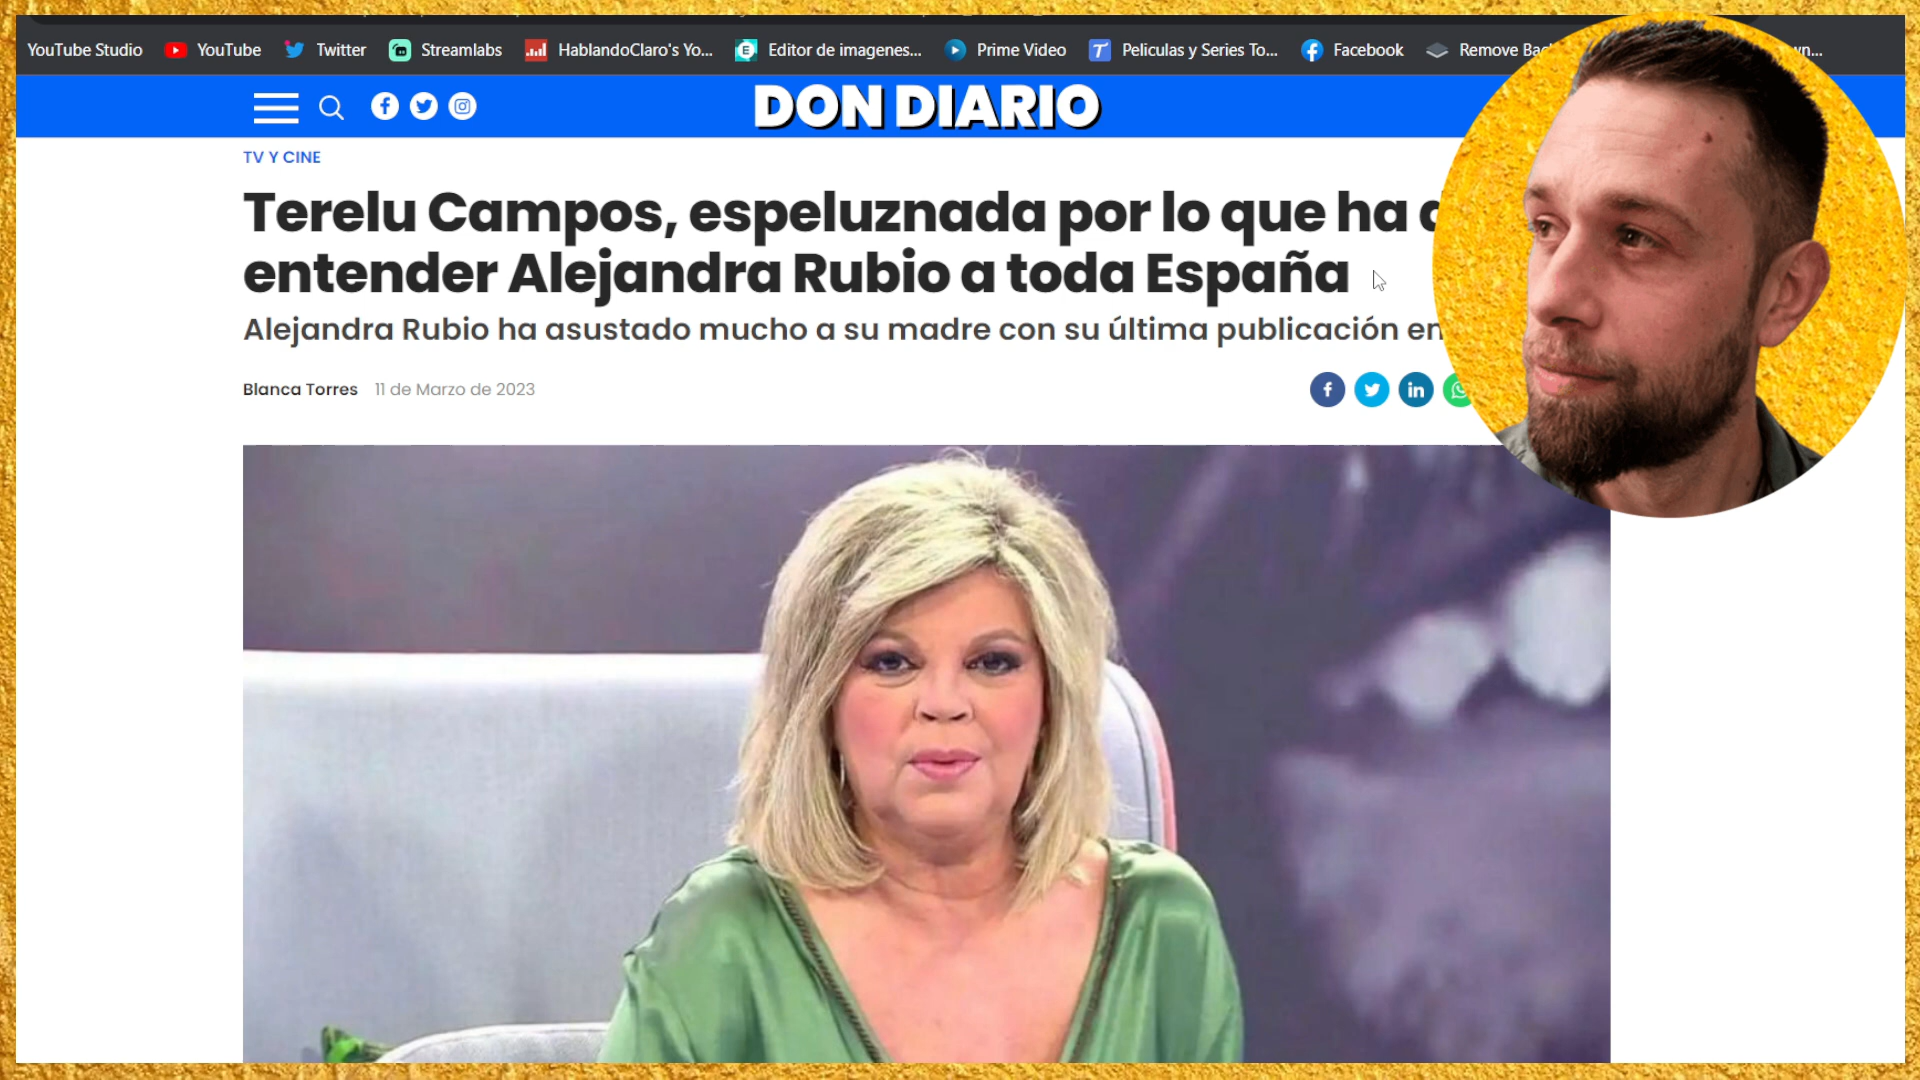 YouTube Studio YouTube Twitter Streamlabs HablandoClaro's Yo... Editor de imagenes... Prime Video Peliculas y Series To... Facebook Remove
DON DIARIO
TV Y CINE
Terelu Campos, espeluznada por lo que ha
entender Alejandra Rubio a toda España
Alejandra Rubio ha asustado mucho a su madre con su última publicación en
Blanca Torres 11 de Marzo de 2023